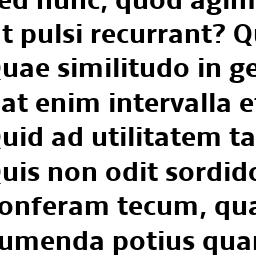 ed nunc, quod agim
t pulsi recurrant? Qu
uae similitudo in ge
at enim intervalla e
uid ad utilitatem ta
uis non odit sordido
onferam tecum, qua
umenda potius qua